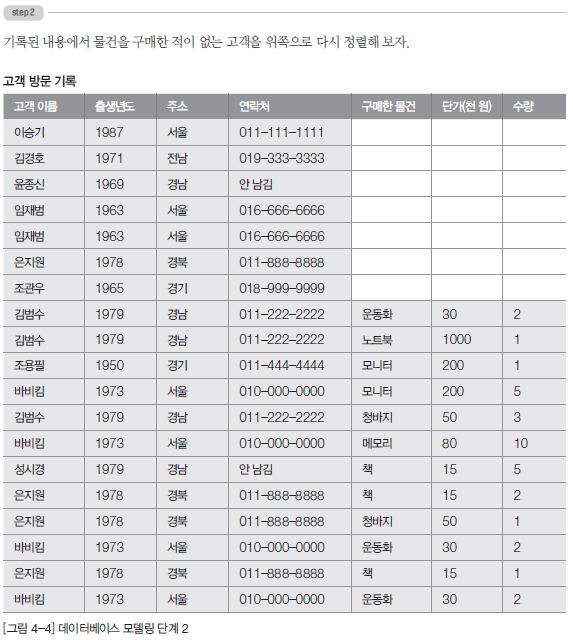 step 2
기록된 내용에서 물건을 구매한 적이 없는 고객을 위쪽으로 다시 정렬해 보자.
고객 방문 기록
고객 이름 출생년도 주소 연락처 구매한 물건 단가(천 원) 수량
이승기 1987 서울 011-111-1111
김경호 1971 전남 019-333-3333
윤종신 1969 경남 안 남김
임재범 1963 서울 016-666-6666
임재범 1963 서울 016-666-6666
은지원 1978 경북 011-888-8888
조관우 1965 경기 018-999-9999
김범수 1979 경남 011-222-2222 운동화 30 2
김범수 1979 경남 011-222-2222 노트북 1000 1
조용필 1950 경기 011-444-4444 모니터 200 1
바비킴 1973 서울 010-000-0000 모니터 200 5
김범수 1979 경남 011-222-2222 청바지 50 3
바비킴 1973 서울 010-000-0000 메모리 80 10
성시경 1979 경남 안 남김 책 15 5
은지원 1978 경북 011-888-8888 책 15 2
은지원 1978 경북 011-888-8888 청바지 50 1
바비킴 1973 서울 010-000-0000 운동화 30 2
은지원 1978 경북 011-888-8888 책 15 1
바비킴 1973 서울 010-000-0000 운동화 30 2
[그림 4-4] 데이터베이스 모델링 단계 2